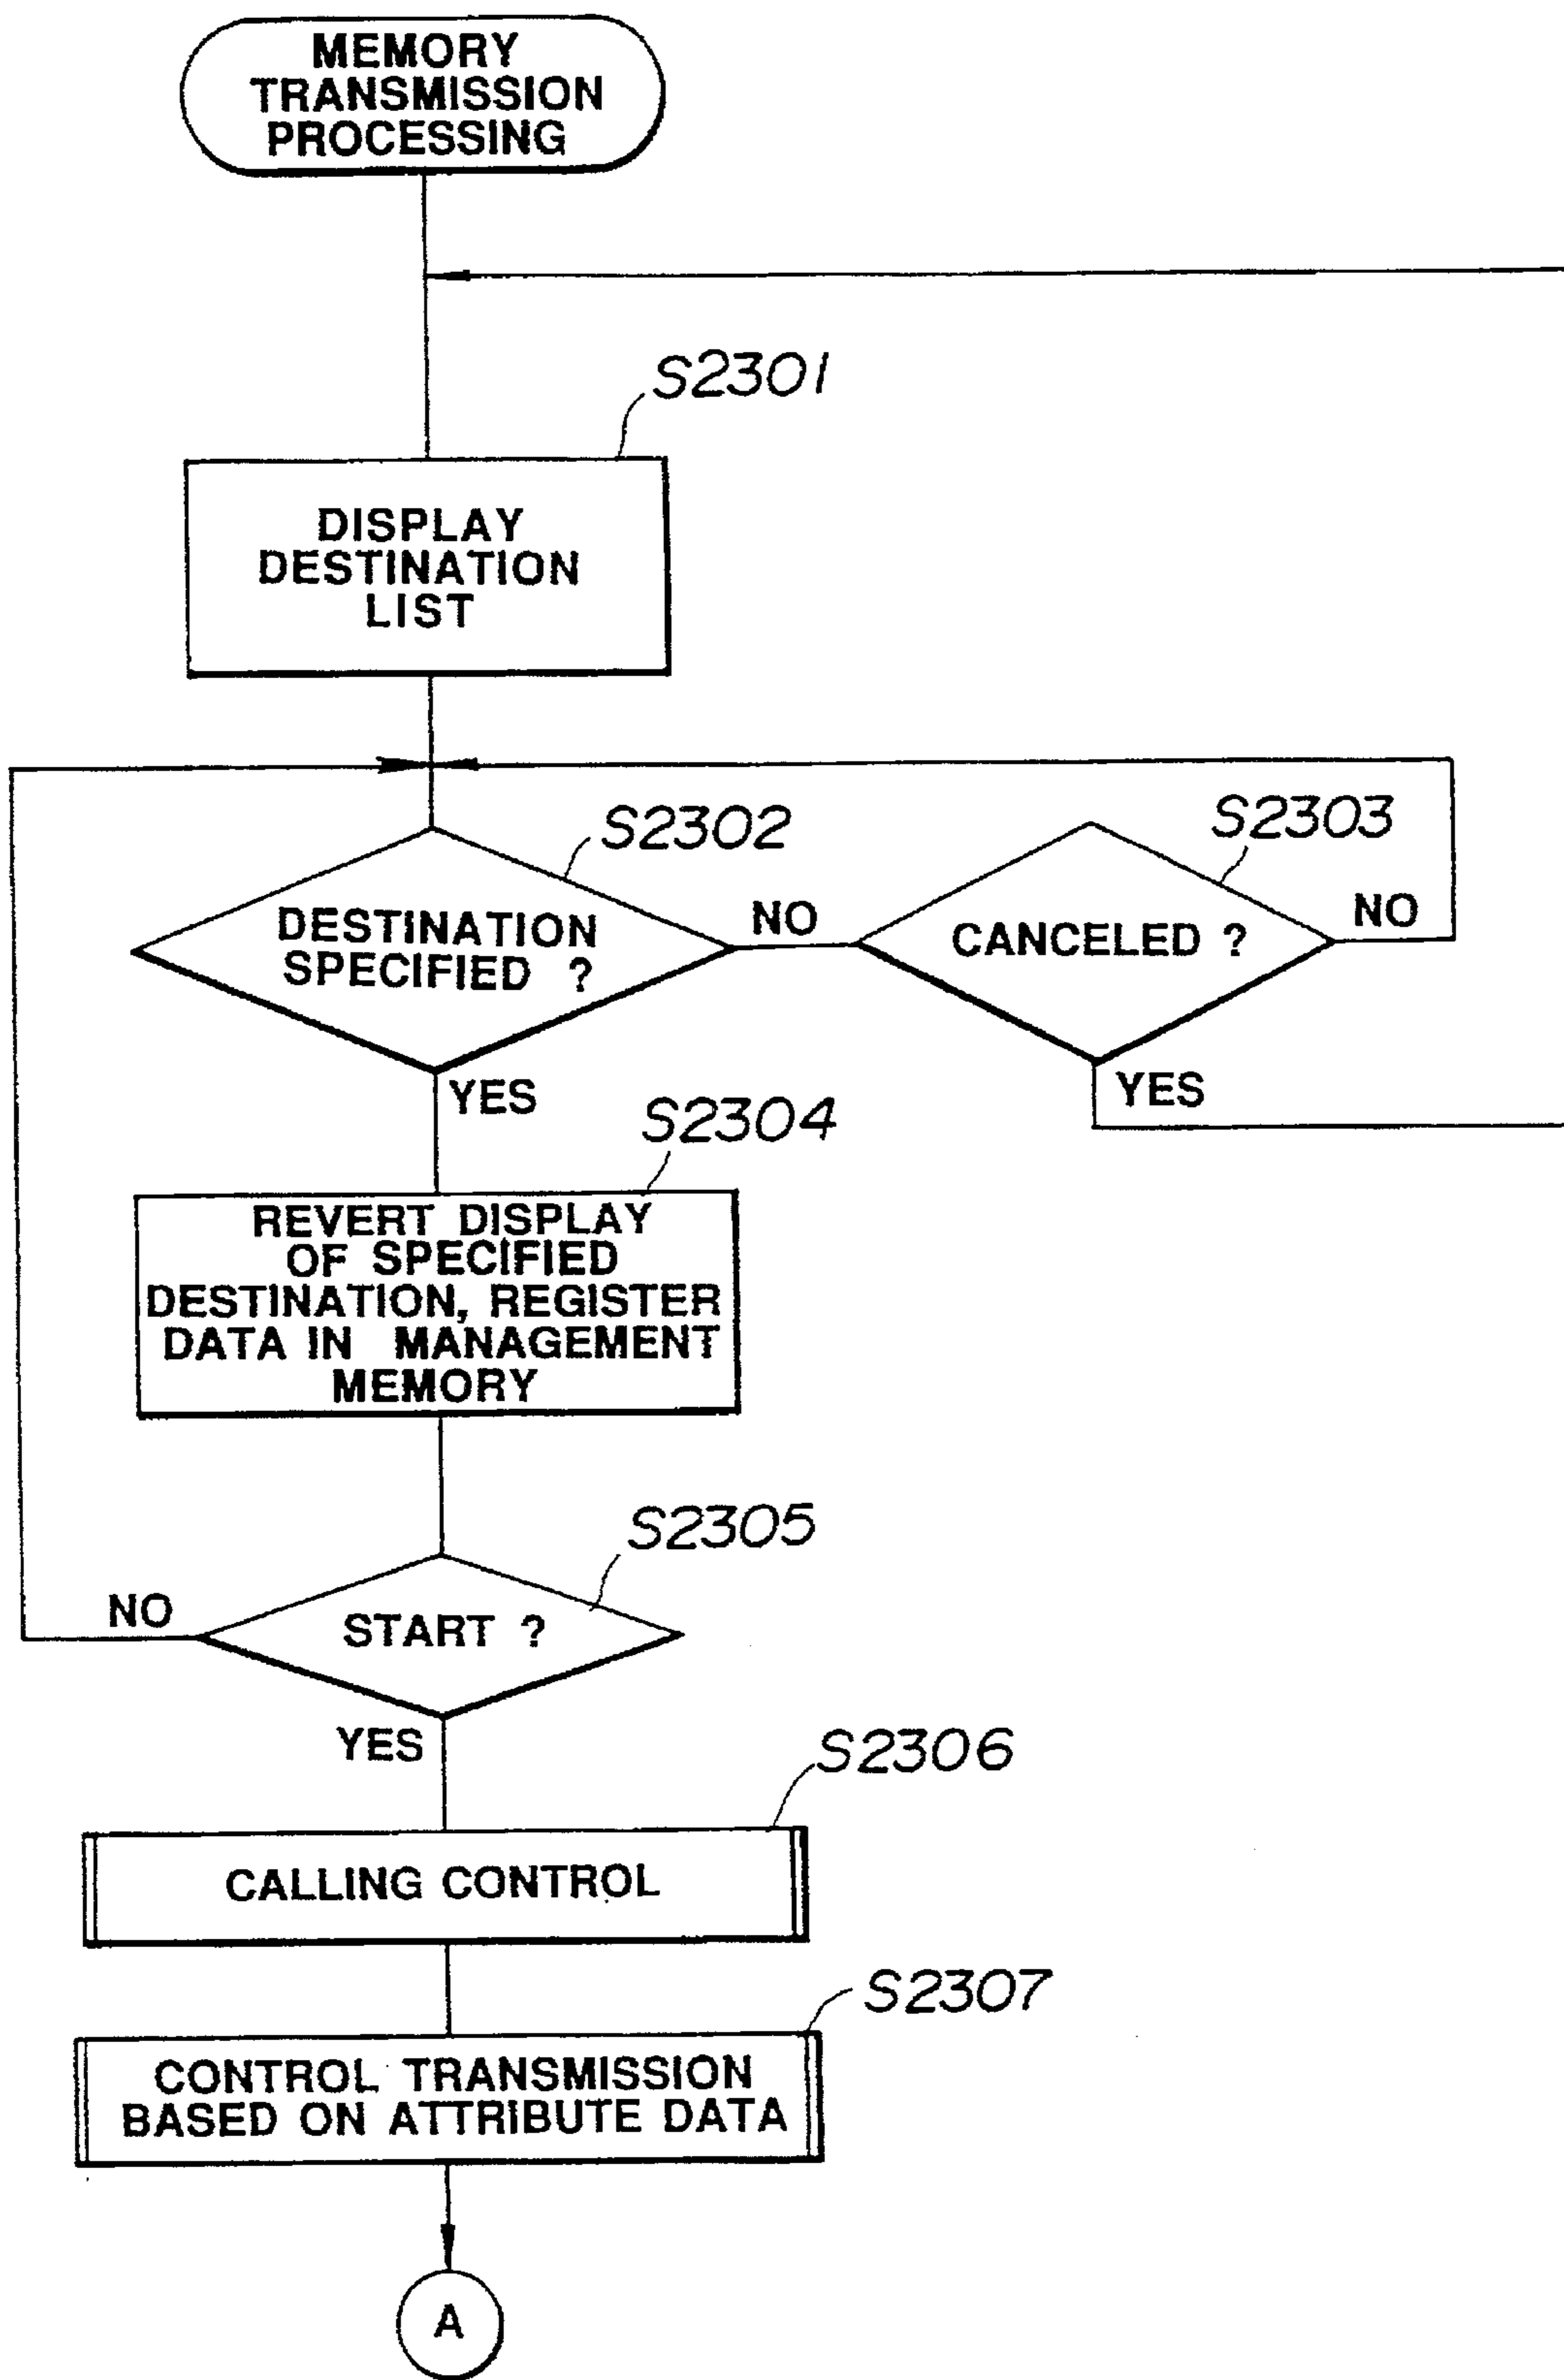 MEMORY
TRANSMISSION
PROCESSING
S2301
DISPLAY
DESTINATION
LIST
S2302
S2303
DESTINATION
SPECIFIED ?
NO
CANCELED ?
NO
YES
YES
S2304
REVERT DISPLAY
OF SPECIFIED
DESTINATION, REGISTER
DATA IN MANAGEMENT
MEMORY
S2305
NO
START ?
YES
S2306
CALLING CONTROL
S2307
CONTROL TRANSMISSION
BASED ON ATTRIBUTE DATA
A